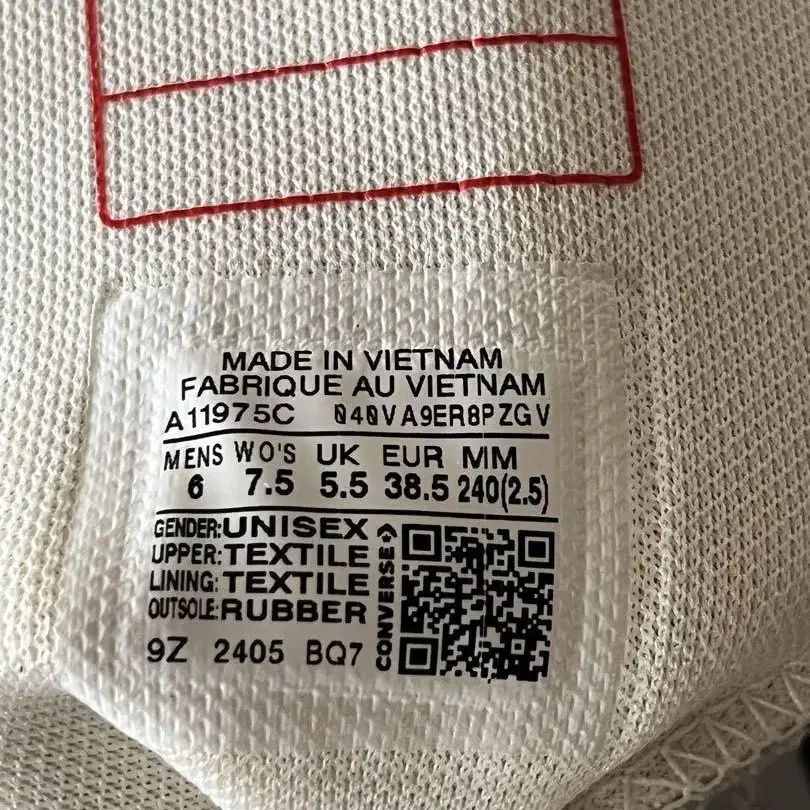 MADE IN VIETNAM
FABRIQUE AU VIETNAM
A11975C 040VA9ER8PZGV
MENS WO'S UK EUR MM
6 7.5 5.5 38.5 240(2.5)
GENDER:UNISEX
UPPER:TEXTILE
LINING:TEXTILE
OUTSOLE:RUBBER
9Z 2405 BQ7
CONVERSE